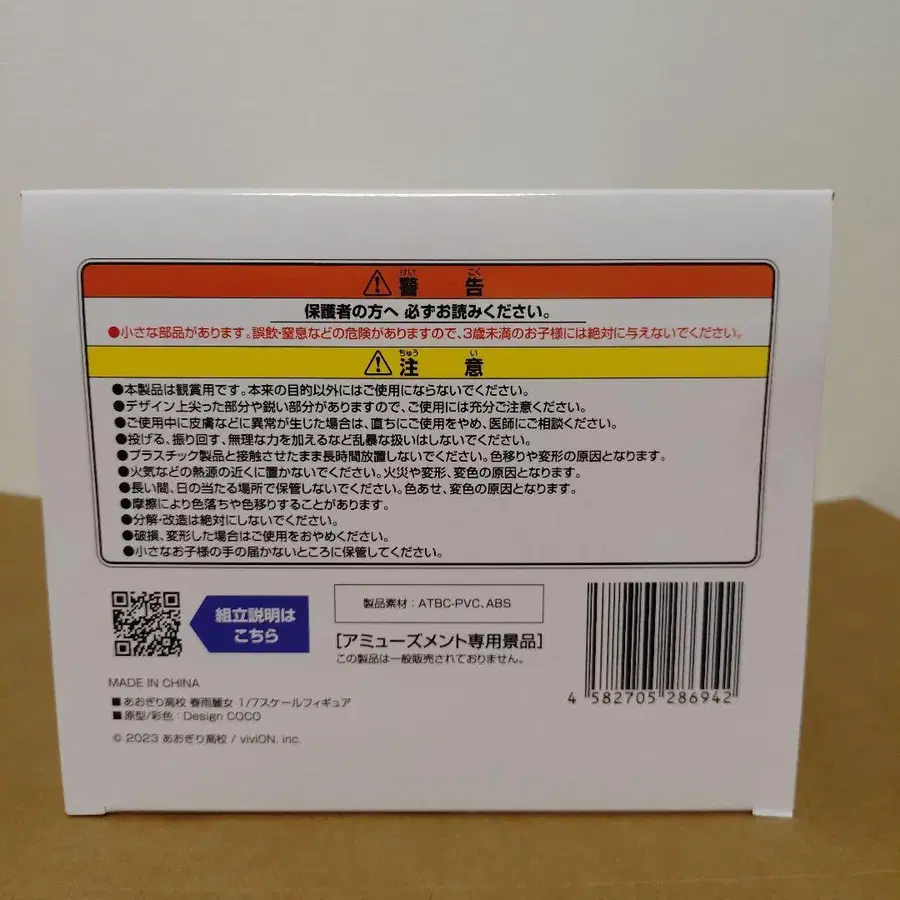 ⚠警告
けい こく
保護者の方へ 必ずお読みください。
●小さな部品があります。誤飲・窒息などの危険がありますので、3歳未満のお子様には絶対に与えないでください。
⚠注意
ちゅう い
●本製品は観賞用です。本来の目的以外にはご使用にならないでください。
●デザイン上尖った部分や鋭い部分がありますので、ご使用には充分ご注意ください。
●ご使用中に皮膚などに異常が生じた場合は、直ちにご使用をやめ、医師にご相談ください。
●投げる、振り回す、無理な力を加えるなど乱暴な扱いはしないでください。
●プラスチック製品と接触させたまま長時間放置しないでください。色移りや変形の原因となります。
●火気などの熱源の近くに置かないでください。火災や変形、変色の原因となります。
●長い間、日の当たる場所で保管しないでください。色あせ、変色の原因となります。
●摩擦により色落ちや色移りすることがあります。
●分解・改造は絶対にしないでください。
●破損、変形した場合はご使用をおやめください。
●小さなお子様の手の届かないところに保管してください。
組立説明は
こちら
製品素材：ATBC-PVC、ABS
[アミューズメント専用景品]
この製品は一般販売されておりません。
4 582705 286942
MADE IN CHINA
■あおぎり高校 春雨麗女 1/7スケールフィギュア
■原型/彩色：Design COCO
© 2023 あおぎり高校 / viviON, inc.